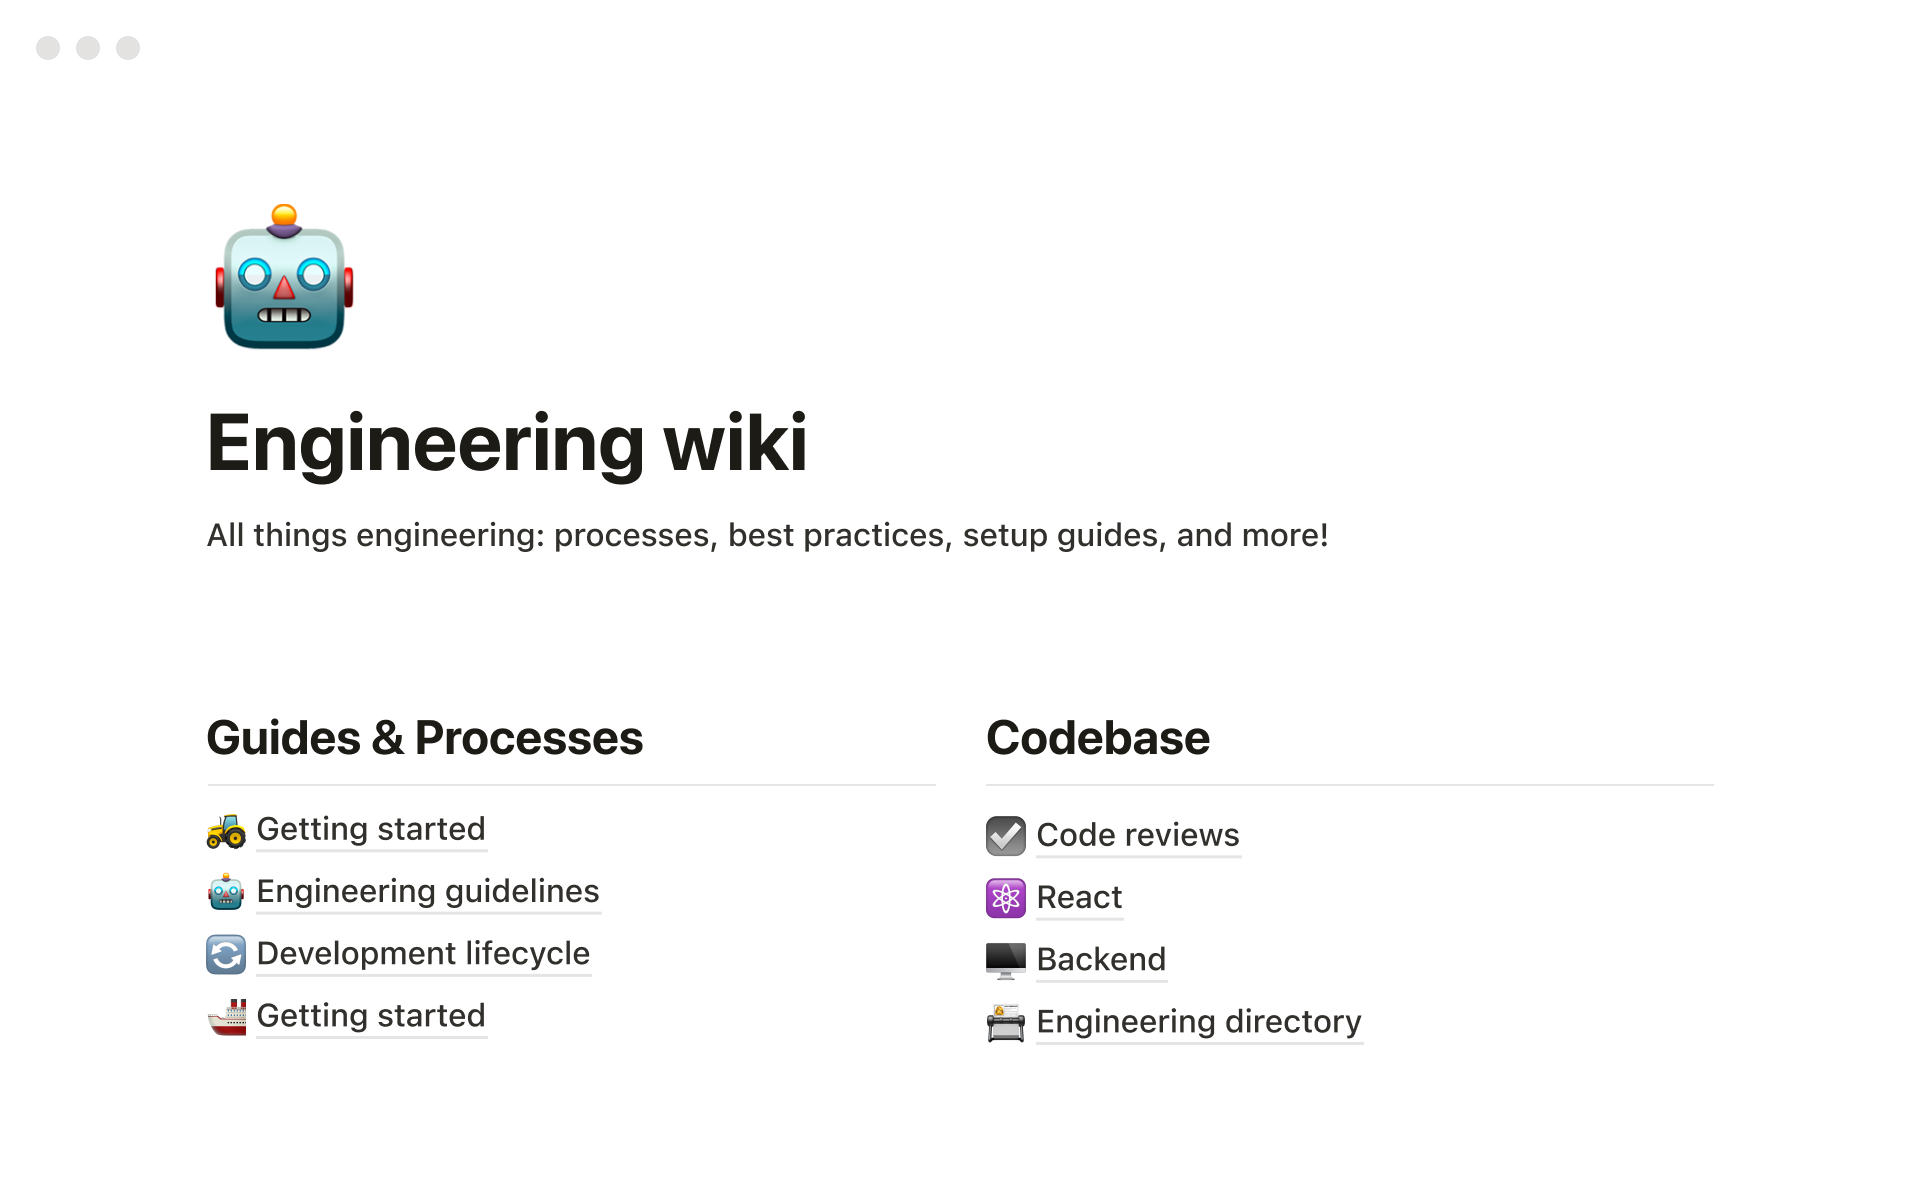 Engineering wiki
All things engineering: processes, best practices, setup guides, and more!
Guides & Processes
Getting started
Engineering guidelines
Development lifecycle
Getting started
Codebase
Code reviews
React
Backend
Engineering directory